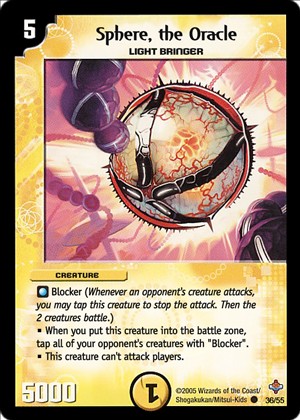 5
Sphere, the Oracle
LIGHT BRINGER
CREATURE
Blocker (Whenever an opponent's creature attacks,
you may tap this creature to stop the attack. Then the
2 creatures battle.)
▪ When you put this creature into the battle zone,
tap all of your opponent's creatures with "Blocker".
▪ This creature can't attack players.
5000
1
©2005 Wizards of the Coast/
Shogakukan/Mitsui-Kids ● 36/55